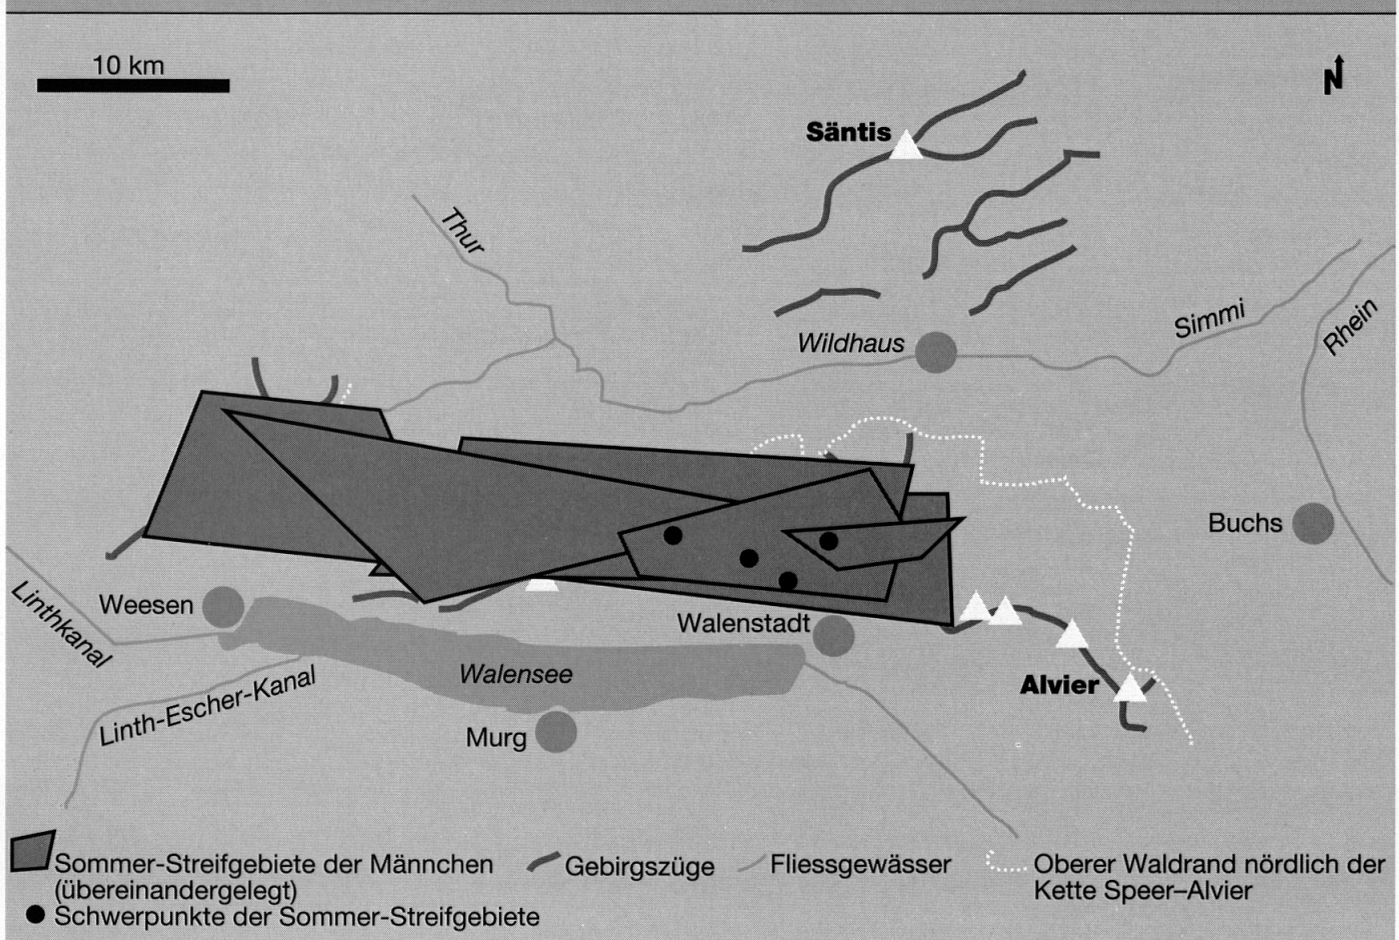 10 km
N
Säntis
Thur
Simmi
Rhein
Wildhaus
Buchs
Weesen
Linthkanal
Walenstadt
Walensee
Alvier
Linth-Escher-Kanal
Murg
Sommer-Streifgebiete der Männchen
(übereinandergelegt)
Schwerpunkte der Sommer-Streifgebiete
Gebirgszüge
Fliessgewässer
Oberer Waldrand nördlich der
Kette Speer–Alvier